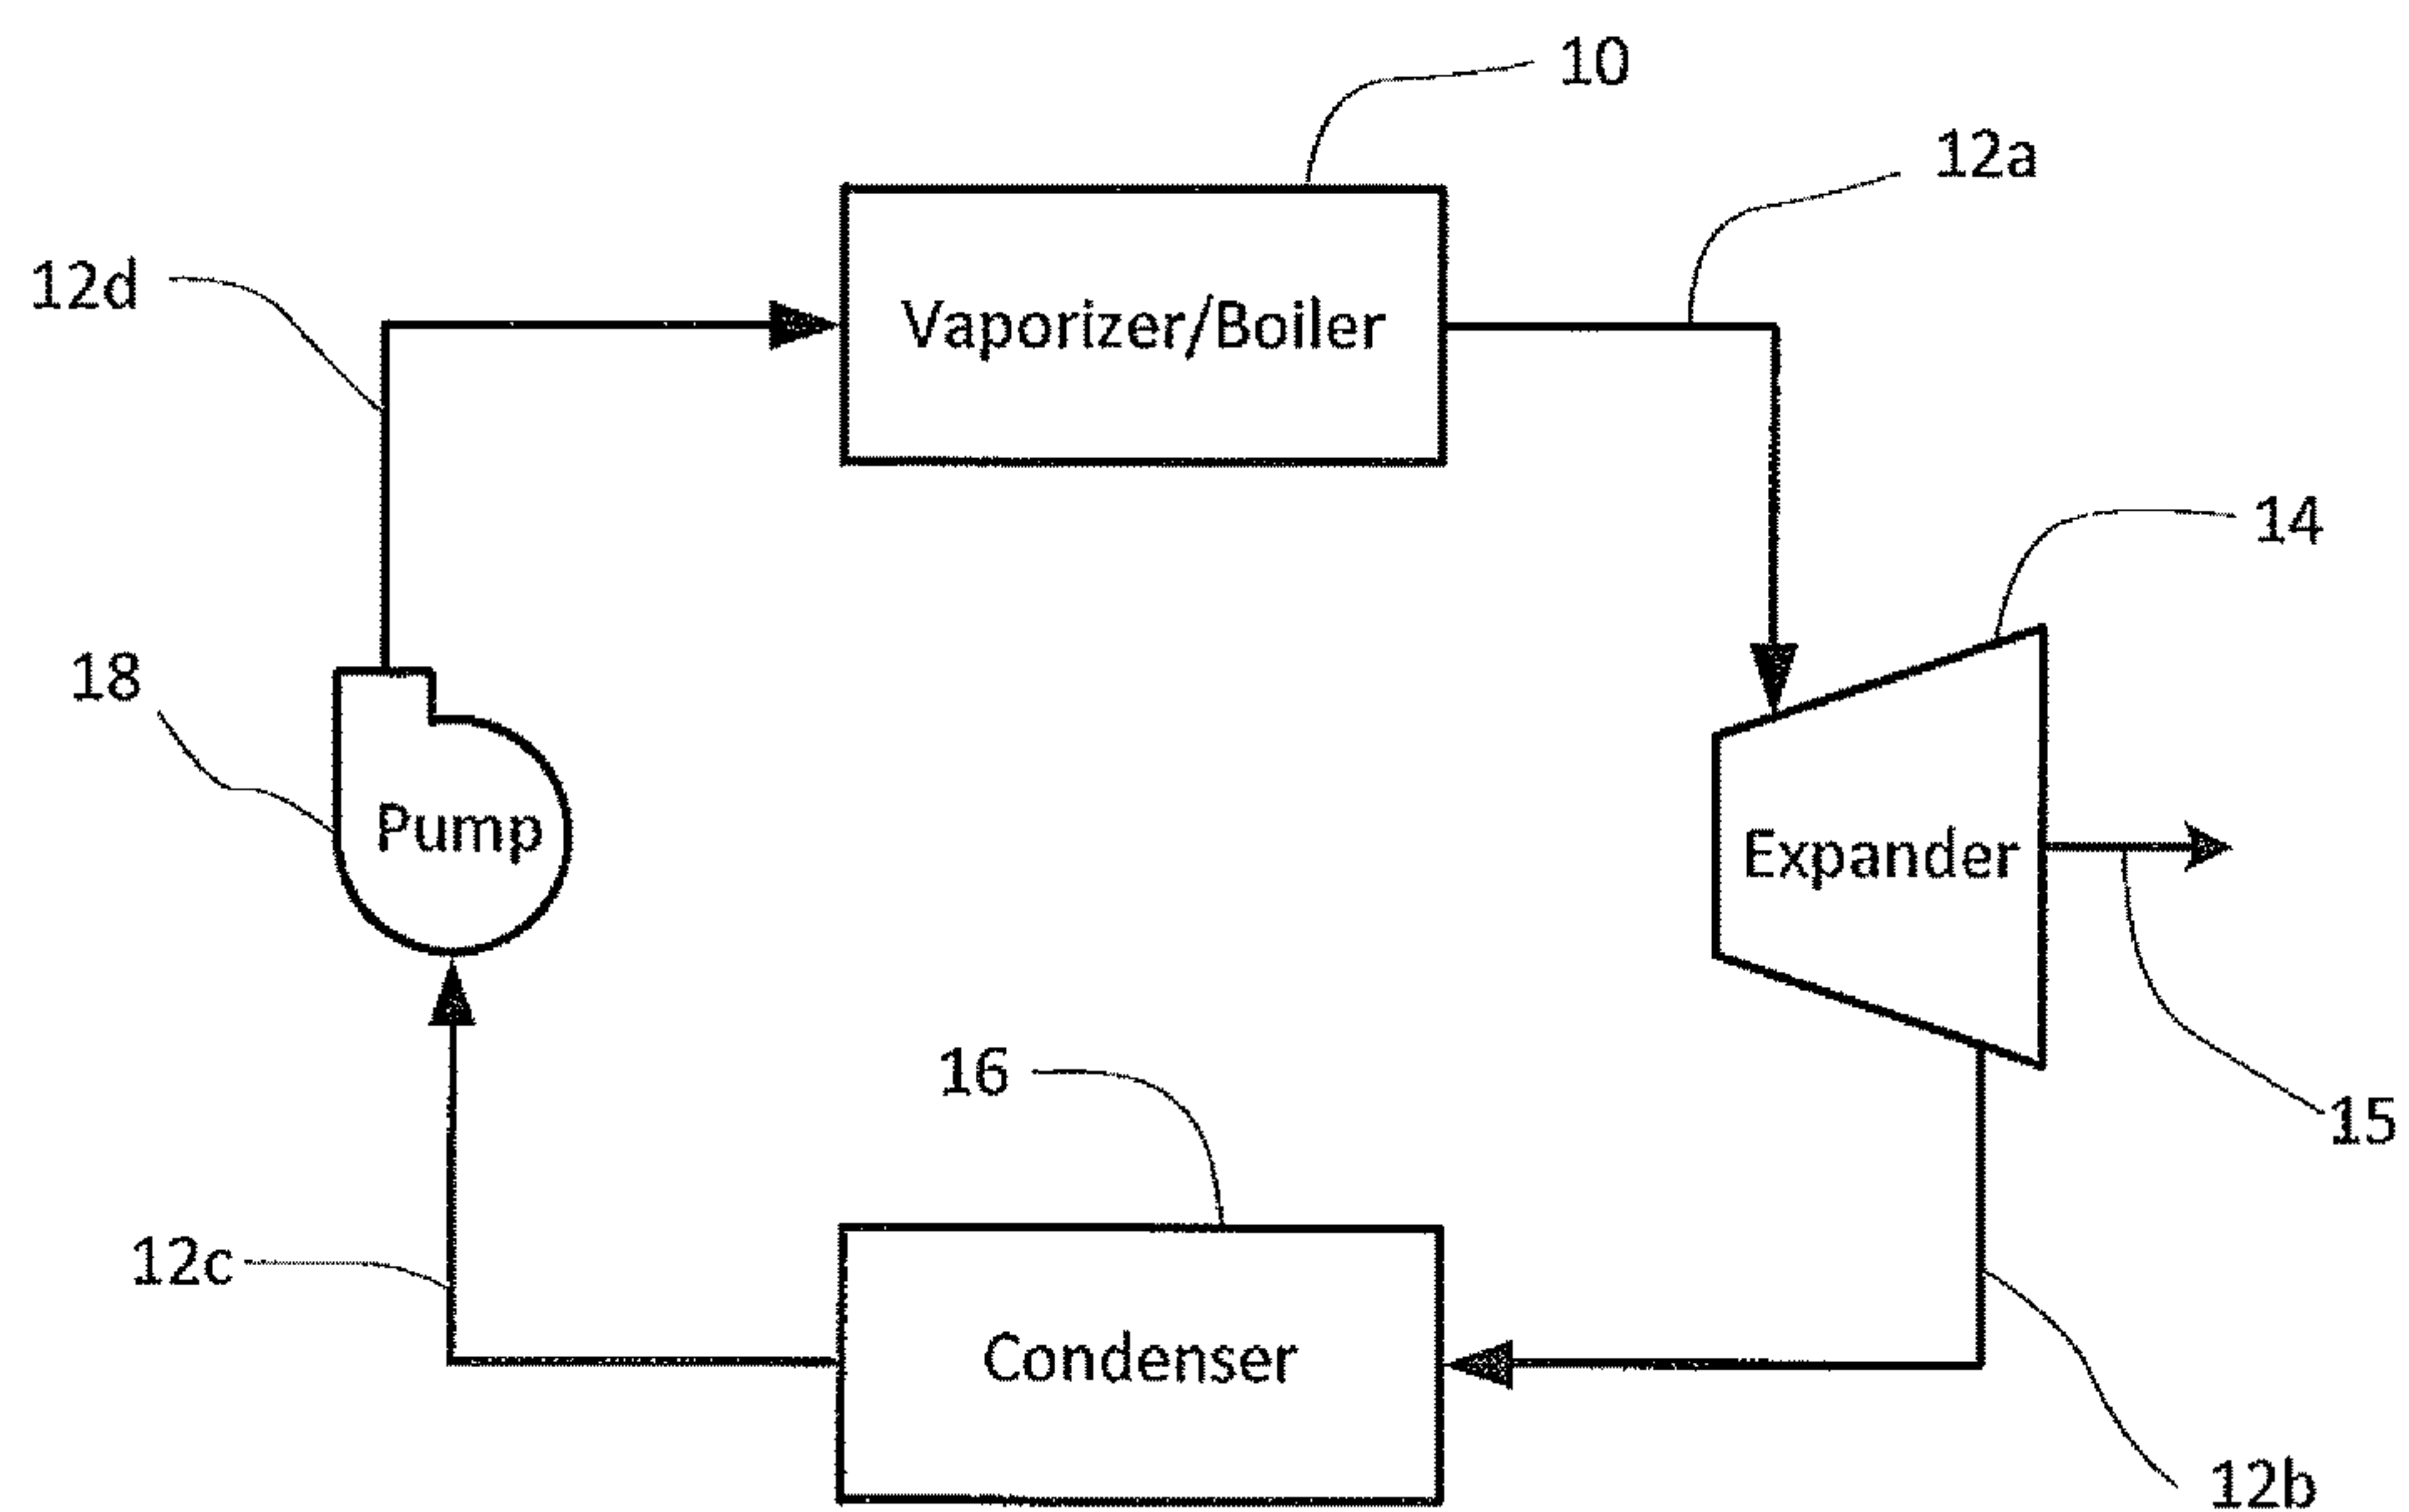 10
12a
12d
Vaporizer/Boiler
14
18
Pump
Expander
16
15
12c
Condenser
12b